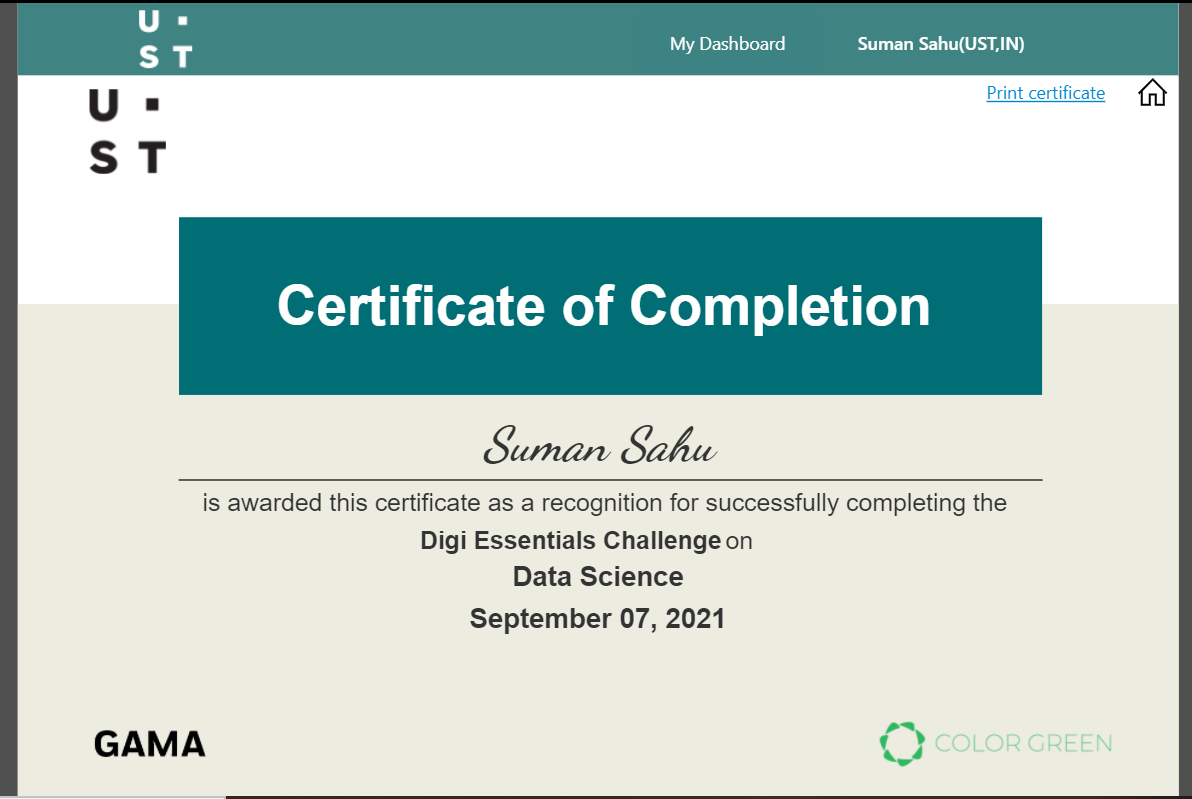 U
S T
My Dashboard
Suman Sahu(UST,IN)
Print certificate
U
S T
Certificate of Completion
Suman Sahu
is awarded this certificate as a recognition for successfully completing the
Digi Essentials Challenge on
Data Science
September 07, 2021
GAMA
COLOR GREEN